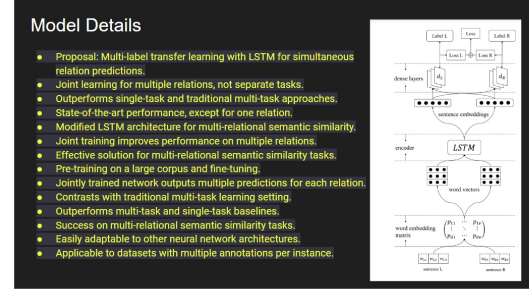 Model Details
● Proposal: Multi-label transfer learning with LSTM for simultaneous
relation predictions.
● Joint learning for multiple relations, not separate tasks.
● Outperforms single-task and traditional multi-task approaches.
● State-of-the-art performance, except for one relation.
● Modified LSTM architecture for multi-relational semantic similarity.
● Joint training improves performance on multiple relations.
● Effective solution for multi-relational semantic similarity tasks.
● Pre-training on a large corpus and fine-tuning.
● Jointly trained network outputs multiple predictions for each relation.
● Contrasts with traditional multi-task learning setting.
● Outperforms multi-task and single-task baselines.
● Success on multi-relational semantic similarity tasks.
● Easily adaptable to other neural network architectures.
● Applicable to datasets with multiple annotations per instance.
Label L Loss Label R
Loss L Loss R
dense layers
sentence embeddings
encoder LSTM
word vectors
word embedding
matrix
sentence L sentence R